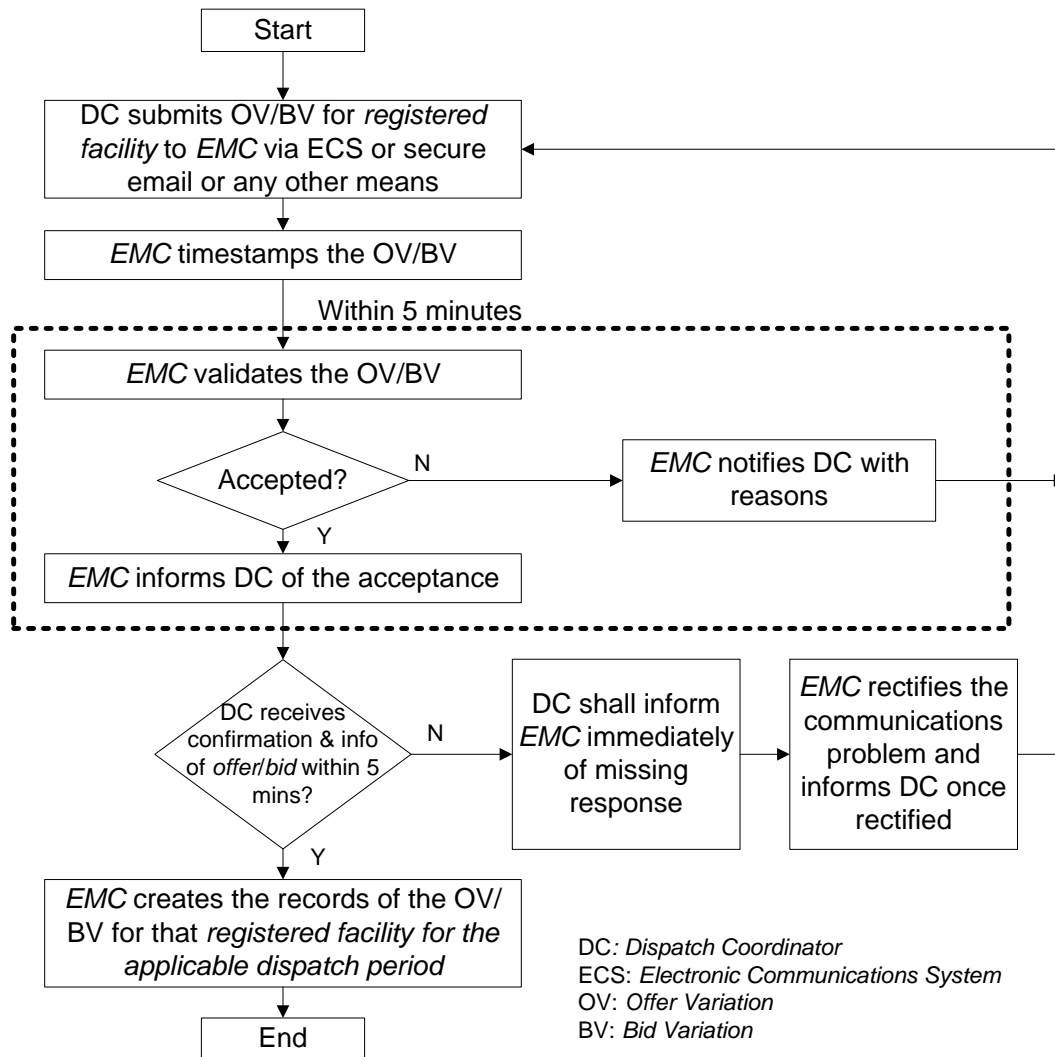 Start
DC submits OV/BV for registered
facility to EMC via ECS or secure
email or any other means
EMC timestamps the OV/BV
Within 5 minutes
EMC validates the OV/BV
Accepted?
N
EMC notifies DC with
reasons
Y
EMC informs DC of the acceptance
DC receives
confirmation & info
of offer/bid within 5
mins?
N
DC shall inform
EMC immediately
of missing
response
EMC rectifies the
communications
problem and
informs DC once
rectified
Y
EMC creates the records of the OV/
BV for that registered facility for the
applicable dispatch period
End
DC: Dispatch Coordinator
ECS: Electronic Communications System
OV: Offer Variation
BV: Bid Variation